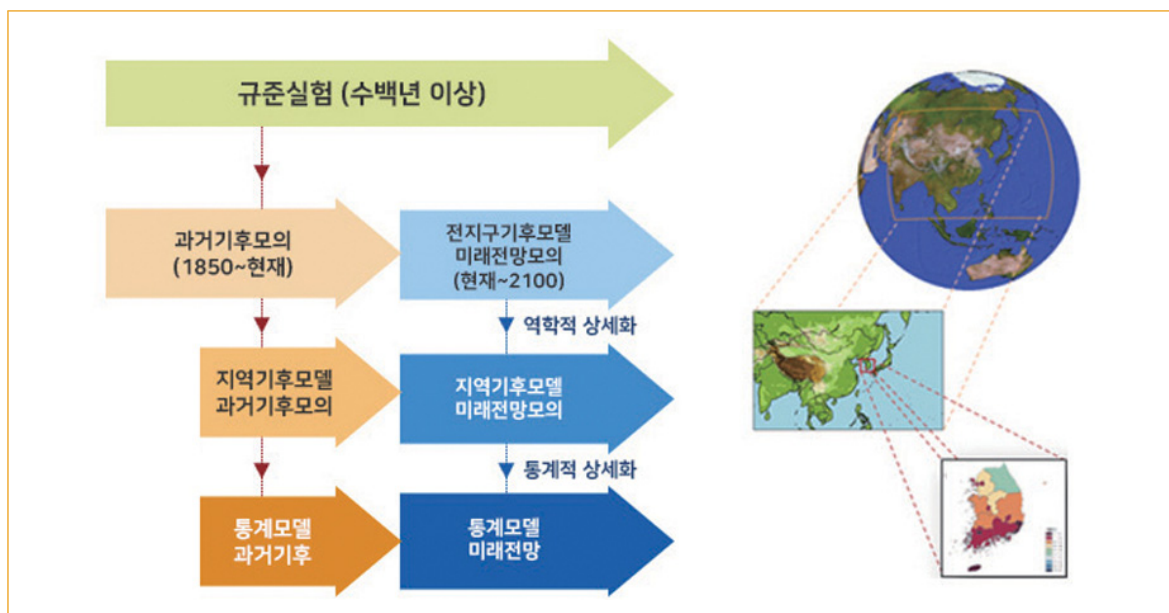 규준실험 (수백년 이상)
과거기후모의
(1850~현재)
전지구기후모델
미래전망모의
(현재~2100)
역학적 상세화
지역기후모델
과거기후모의
지역기후모델
미래전망모의
통계적 상세화
통계모델
과거기후
통계모델
미래전망